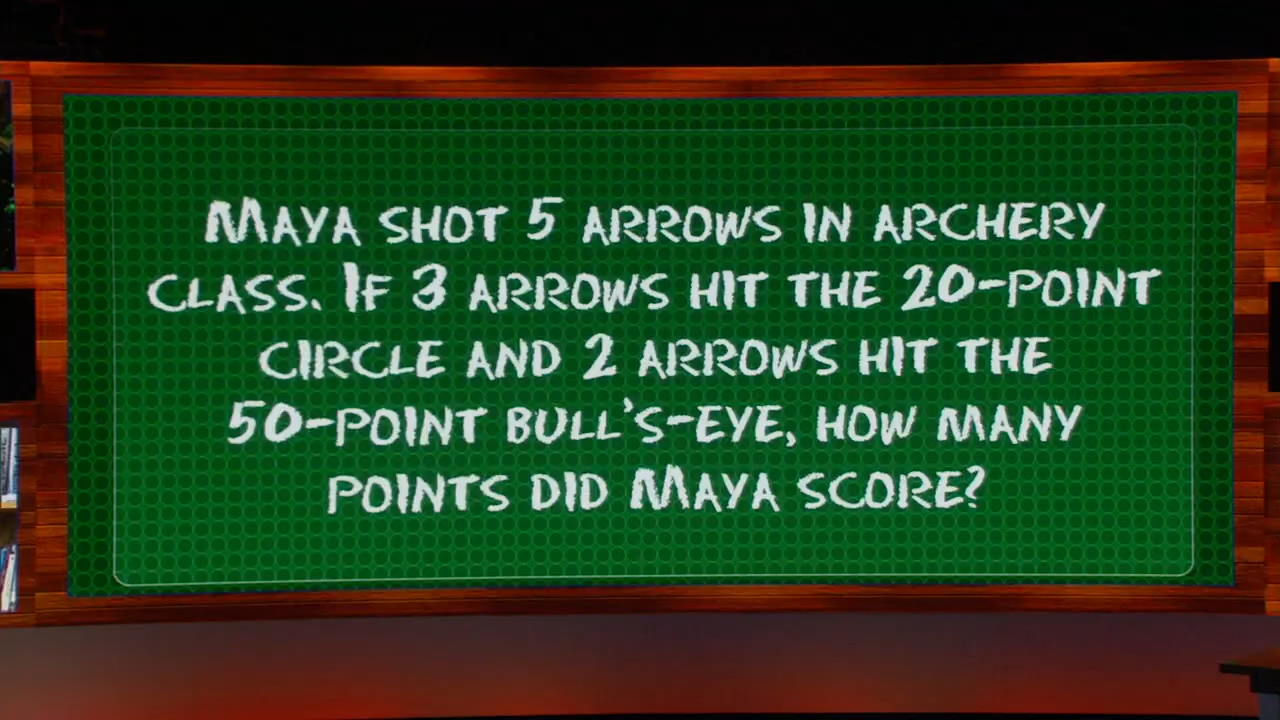 Maya shot 5 arrows in archery
class. If 3 arrows hit the 20-point
circle and 2 arrows hit the
50-point bull's-eye, how many
points did Maya score?